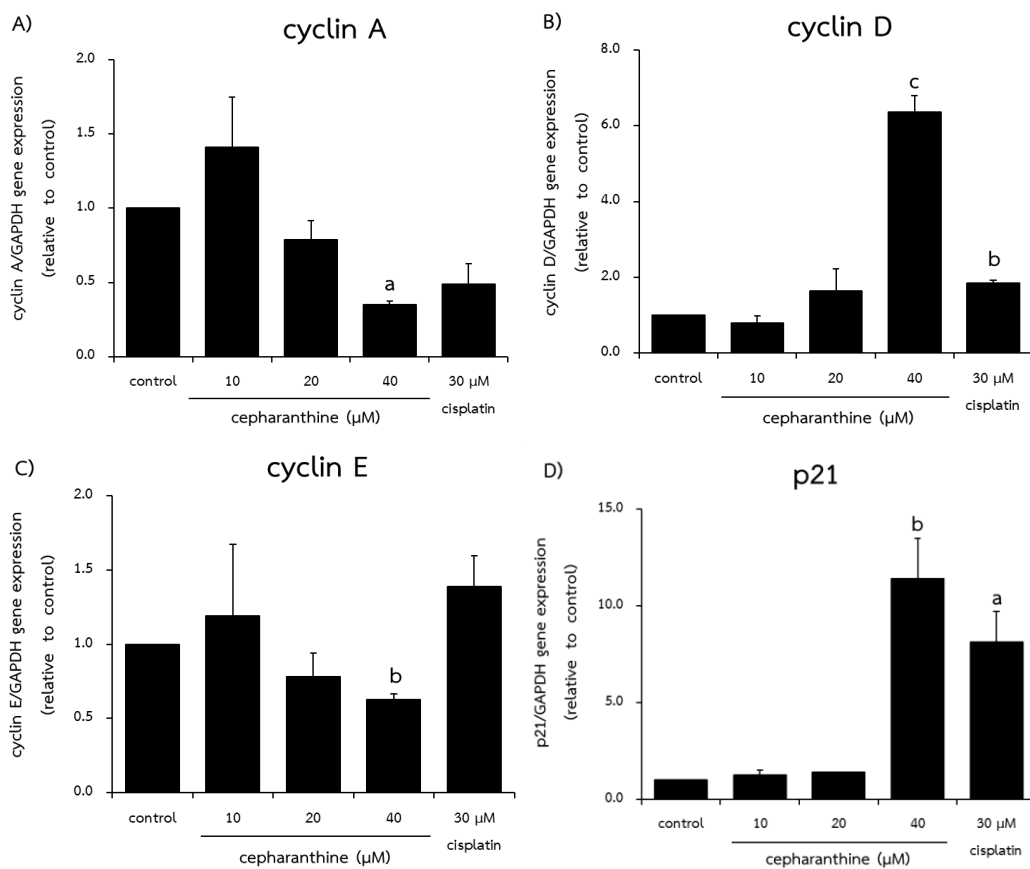 A)
cyclin A
cyclin A/GAPDH gene expression
(relative to control)
2.0
1.5
1.0
0.5
0.0
a
control 10 20 40 30 µM
cisplatin
cepharanthine (µM)
B)
cyclin D
cyclin D/GAPDH gene expression
(relative to control)
8.0
6.0
4.0
2.0
0.0
c
b
control 10 20 40 30 µM
cisplatin
cepharanthine (µM)
C)
cyclin E
cyclin E/GAPDH gene expression
(relative to control)
2.0
1.5
1.0
0.5
0.0
b
control 10 20 40 30 µM
cisplatin
cepharanthine (µM)
D)
p21
p21/GAPDH gene expression
(relative to control)
15.0
10.0
5.0
0.0
b
a
control 10 20 40 30 µM
cisplatin
cepharanthine (µM)